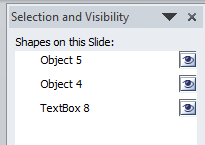 Selection and Visibility
Shapes on this Slide:
Object 5
Object 4
TextBox 8